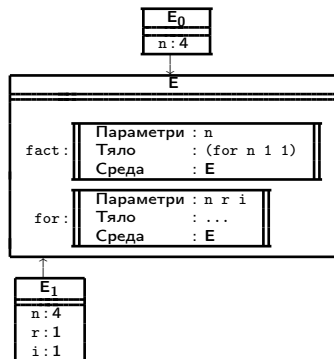 E₀
n : 4
E
fact :
Параметри : n
Тяло : (for n 1 1)
Среда : E
for :
Параметри : n r i
Тяло : ...
Среда : E
E₁
n : 4
r : 1
i : 1